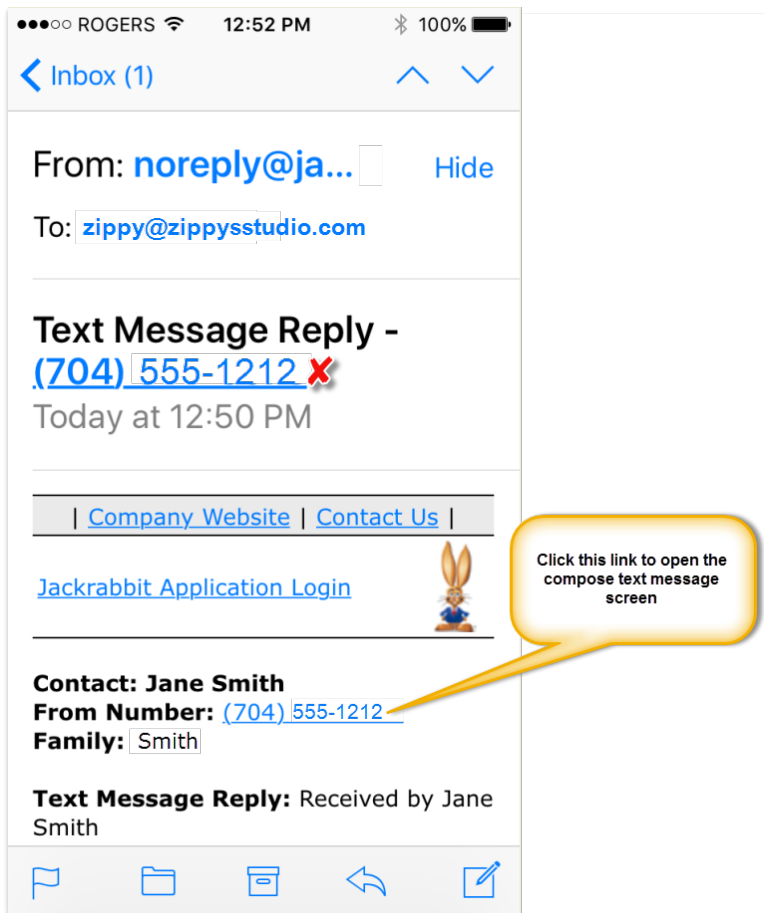 ROGERS 12:52 PM 100%
Inbox (1)
From: noreply@ja... Hide
To: zippy@zippysstudio.com
Text Message Reply -
(704) 555-1212
Today at 12:50 PM
| Company Website | Contact Us |
Jackrabbit Application Login
Click this link to open the
compose text message
screen
Contact: Jane Smith
From Number: (704) 555-1212
Family: Smith
Text Message Reply: Received by Jane
Smith